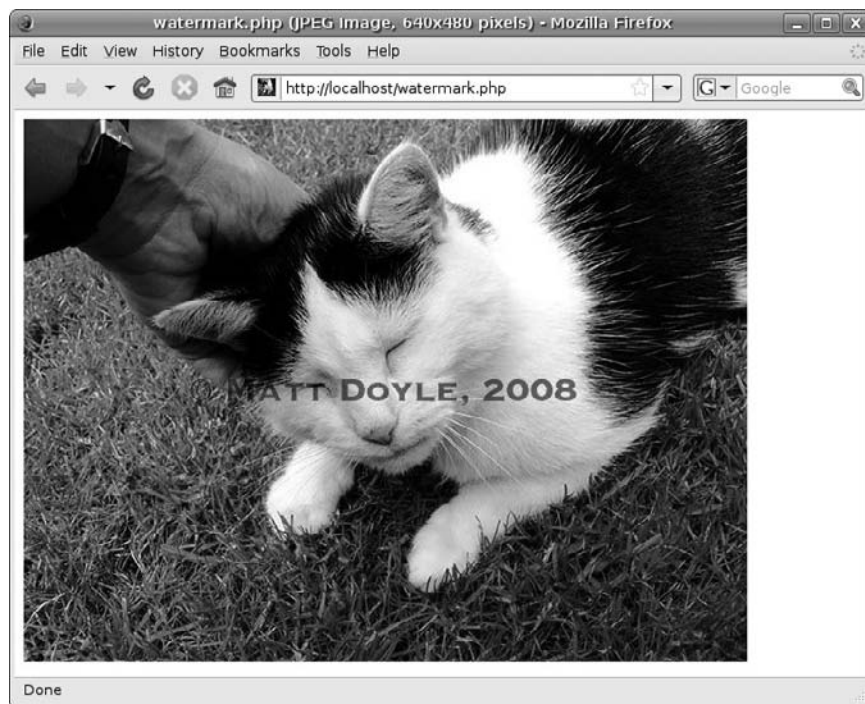 watermark.php (JPEG Image, 640x480 pixels) - Mozilla Firefox
File Edit View History Bookmarks Tools Help
http://localhost/watermark.php G Google
© MATT DOYLE, 2008
Done